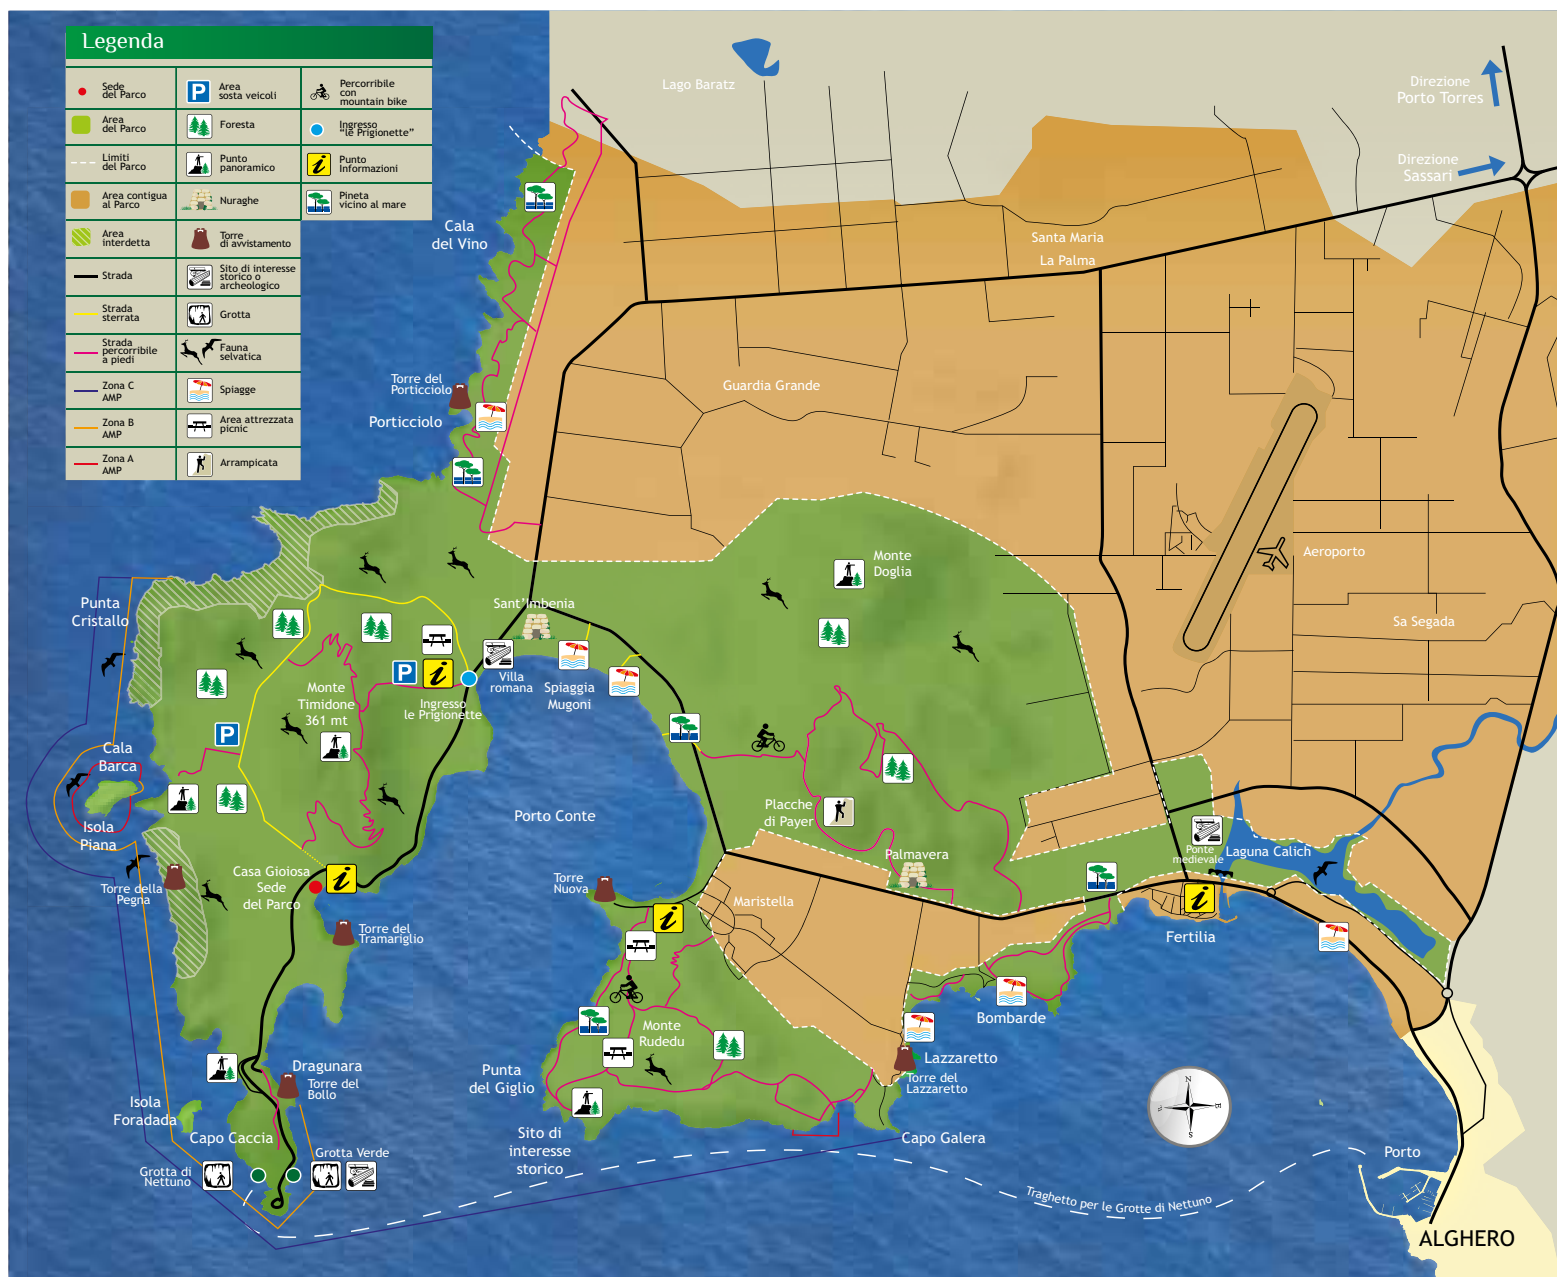 Legenda
Sede
del Parco
Area
sosta veicoli
Percorribile
con
mountain bike
Area
del Parco
Foresta
Ingresso
“le Prigionette”
Limiti
del Parco
Punto
panoramico
Punto
Informazioni
Area contigua
al Parco
Nuraghe
Pineta
vicino al mare
Area
interdetta
Torre
di avvistamento
Strada
Sito di interesse
storico o
archeologico
Strada
sterrata
Grotta
Strada
percorribile
a piedi
Fauna
selvatica
Zona C
AMP
Spiagge
Zona B
AMP
Area attrezzata
picnic
Zona A
AMP
Arrampicata
Lago Baratz
Direzione
Porto Torres
Direzione
Sassari
Cala
del Vino
Santa Maria
La Palma
Torre del
Porticciolo
Porticciolo
Guardia Grande
Monte
Doglia
Aeroporto
Sa Segada
Punta
Cristallo
Sant'Imbenia
Villa
romana
Spiaggia
Mugoni
Ingresso
le Prigionette
Monte
Timidone
361 mt
Cala
Barca
Isola
Piana
Porto Conte
Placche
di Payer
Palmavera
Ponte
medievale
Laguna Calich
Torre della
Pegna
Casa Gioiosa
Sede
del Parco
Torre
Nuova
Maristella
Torre del
Tramariglio
Fertilia
Bombarde
Monte
Rudedu
Lazzaretto
Torre del
Lazzaretto
Dragunara
Torre del
Bollo
Punta
del Giglio
Isola
Foradada
Capo Caccia
Sito di
interesse
storico
Capo Galera
Grotta Verde
Grotta di
Nettuno
N
E
S
Traghetto per le Grotte di Nettuno
Porto
ALGHERO